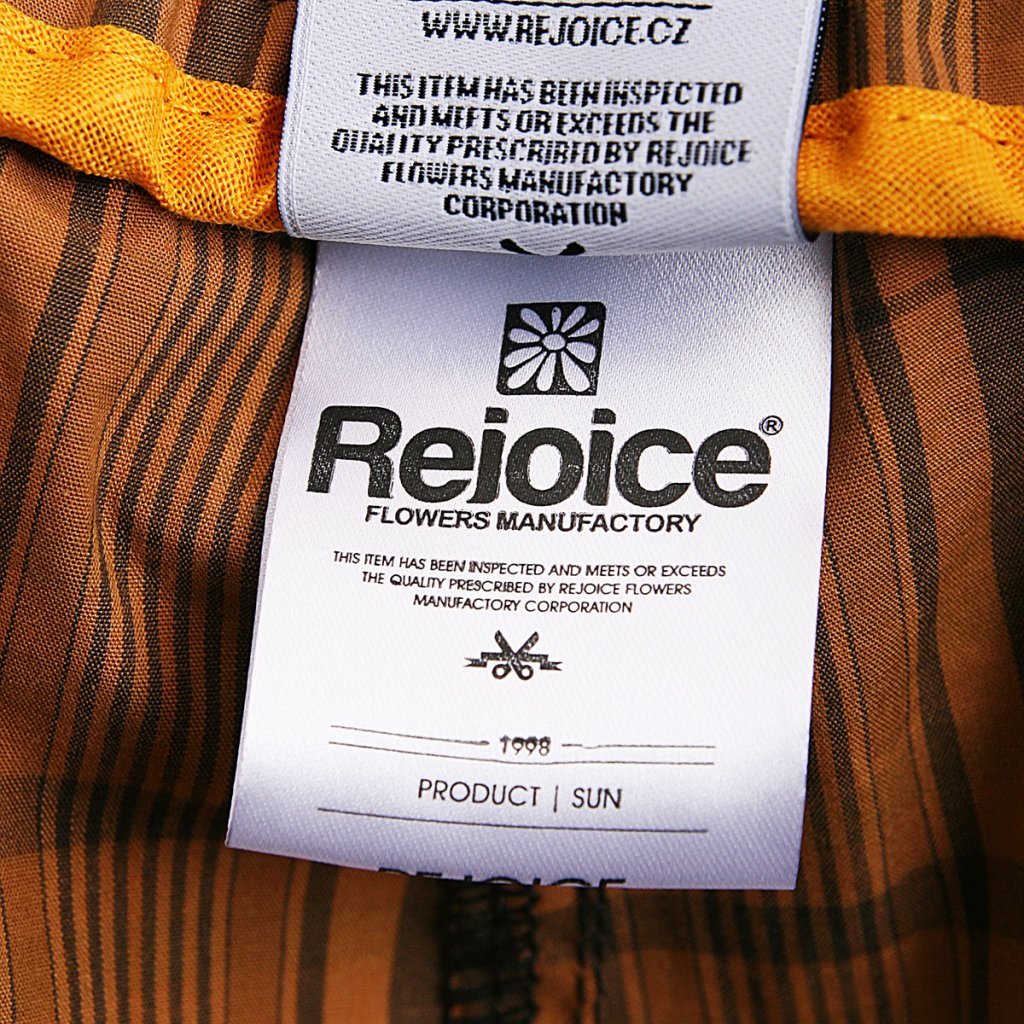 WWW.REJOICE.CZ
THIS ITEM HAS BEEN INSPECTED
AND MEETS OR EXCEEDS THE
QUALITY PRESCRIBED BY REJOICE
FLOWERS MANUFACTORY
CORPORATION
Rejoice®
FLOWERS MANUFACTORY
THIS ITEM HAS BEEN INSPECTED AND MEETS OR EXCEEDS
THE QUALITY PRESCRIBED BY REJOICE FLOWERS
MANUFACTORY CORPORATION
1998
PRODUCT | SUN
REJOICE